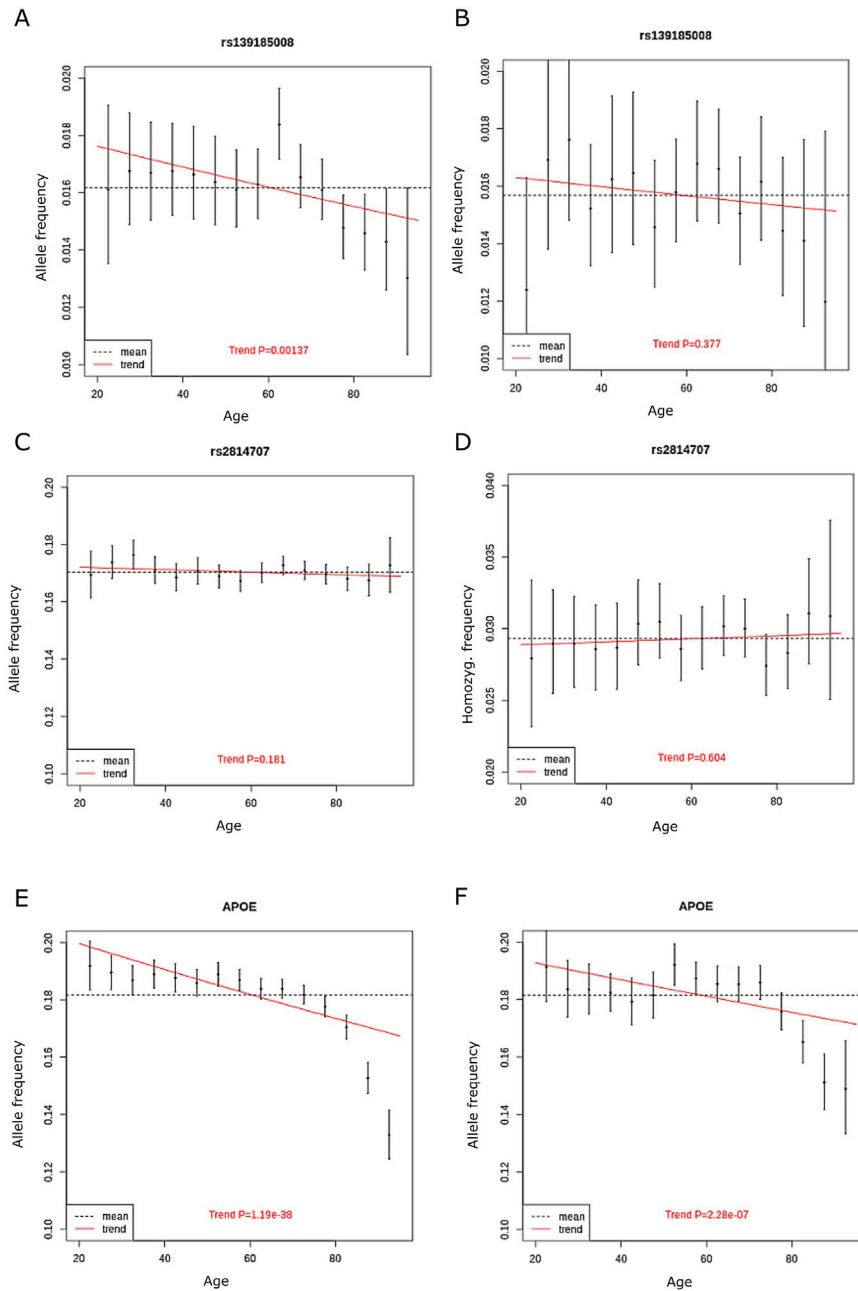 A
rs139185008
Allele frequency
0.020
0.018
0.016
0.014
0.012
0.010
mean
trend
Trend P=0.00137
20 40 60 80
Age
B
rs139185008
Allele frequency
0.020
0.018
0.016
0.014
0.012
0.010
mean
trend
Trend P=0.377
20 40 60 80
Age
C
rs2814707
Allele frequency
0.20
0.18
0.16
0.14
0.12
0.10
mean
trend
Trend P=0.181
20 40 60 80
Age
D
rs2814707
Homozyg. frequency
0.040
0.035
0.030
0.025
0.020
mean
trend
Trend P=0.604
20 40 60 80
Age
E
APOE
Allele frequency
0.20
0.18
0.16
0.14
0.12
0.10
mean
trend
Trend P=1.19e-38
20 40 60 80
Age
F
APOE
Allele frequency
0.20
0.18
0.16
0.14
0.12
0.10
mean
trend
Trend P=2.28e-07
20 40 60 80
Age